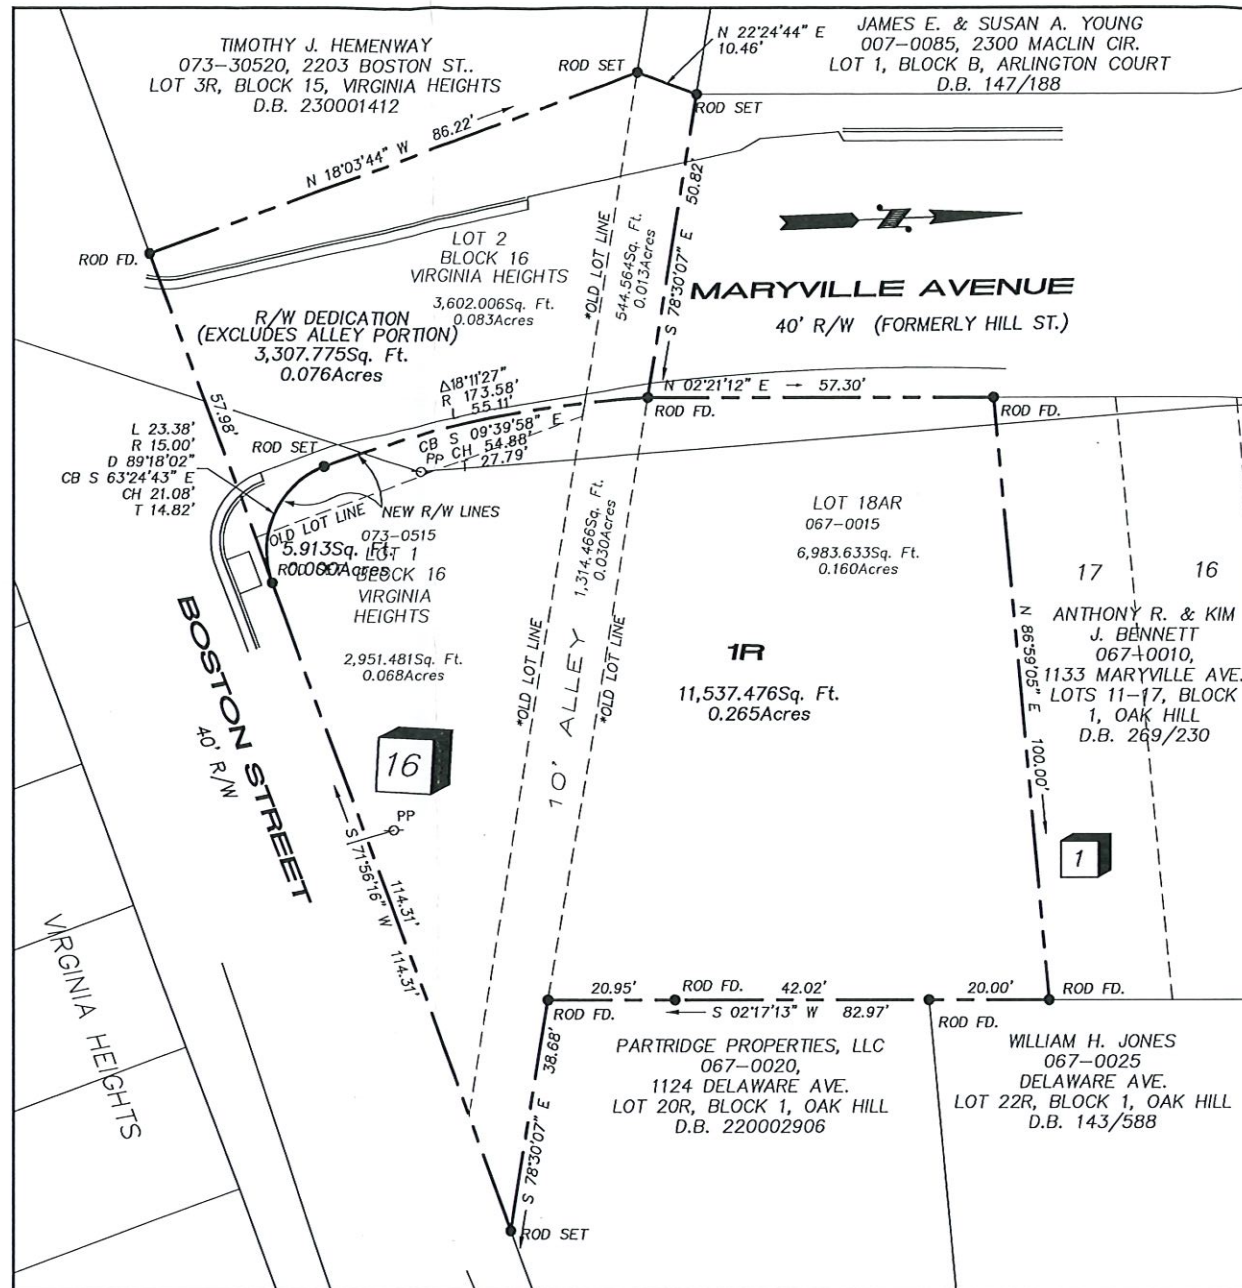 TIMOTHY J. HEMENWAY
073-30520, 2203 BOSTON ST..
LOT 3R, BLOCK 15, VIRGINIA HEIGHTS
D.B. 230001412
N 22°24'44" E
10.46'
JAMES E. & SUSAN A. YOUNG
007-0085, 2300 MACLIN CIR.
LOT 1, BLOCK B, ARLINGTON COURT
D.B. 147/188
ROD SET
ROD SET
N 18°03'44" W 86.22'
ROD FD.
LOT 2
BLOCK 16
VIRGINIA HEIGHTS
3,602.006Sq. Ft.
0.083Acres
*OLD LOT LINE
544.564Sq. Ft.
0.013Acres
S 78°30'07" E 50.82'
MARYVILLE AVENUE
40' R/W (FORMERLY HILL ST.)
R/W DEDICATION
(EXCLUDES ALLEY PORTION)
3,307.775Sq. Ft.
0.076Acres
57.98'
Δ18°11'27"
R 173.58'
L 55.11'
CB S 09°39'58" E
CH 54.88'
27.79'
PP
N 02°21'12" E 57.30'
ROD FD.
ROD FD.
L 23.38'
R 15.00'
D 89°18'02"
CB S 63°24'43" E
CH 21.08'
T 14.82'
ROD SET
NEW R/W LINES
OLD LOT LINE
5.913Sq. Ft.
0.000Acres
ROD SET
073-0515
LOT 1
BLOCK 16
VIRGINIA
HEIGHTS
2,951.481Sq. Ft.
0.068Acres
1,314.466Sq. Ft.
0.030Acres
*OLD LOT LINE
*OLD LOT LINE
10' ALLEY
LOT 18AR
067-0015
6,983.633Sq. Ft.
0.160Acres
1R
11,537.476Sq. Ft.
0.265Acres
17
16
ANTHONY R. & KIM
J. BENNETT
067-0010,
1133 MARYVILLE AVE.
LOTS 11-17, BLOCK
1, OAK HILL
D.B. 269/230
N 86°59'05" E 100.00'
BOSTON STREET
40' R/W
16
PP
S 71°56'16" W 114.31'
114.31'
1
VIRGINIA HEIGHTS
20.95'
ROD FD.
42.02'
20.00'
ROD FD.
ROD FD.
S 02°17'13" W 82.97'
ROD FD.
S 78°30'07" E 38.68'
PARTRIDGE PROPERTIES, LLC
067-0020,
1124 DELAWARE AVE.
LOT 20R, BLOCK 1, OAK HILL
D.B. 220002906
WILLIAM H. JONES
067-0025
DELAWARE AVE.
LOT 22R, BLOCK 1, OAK HILL
D.B. 143/588
ROD SET